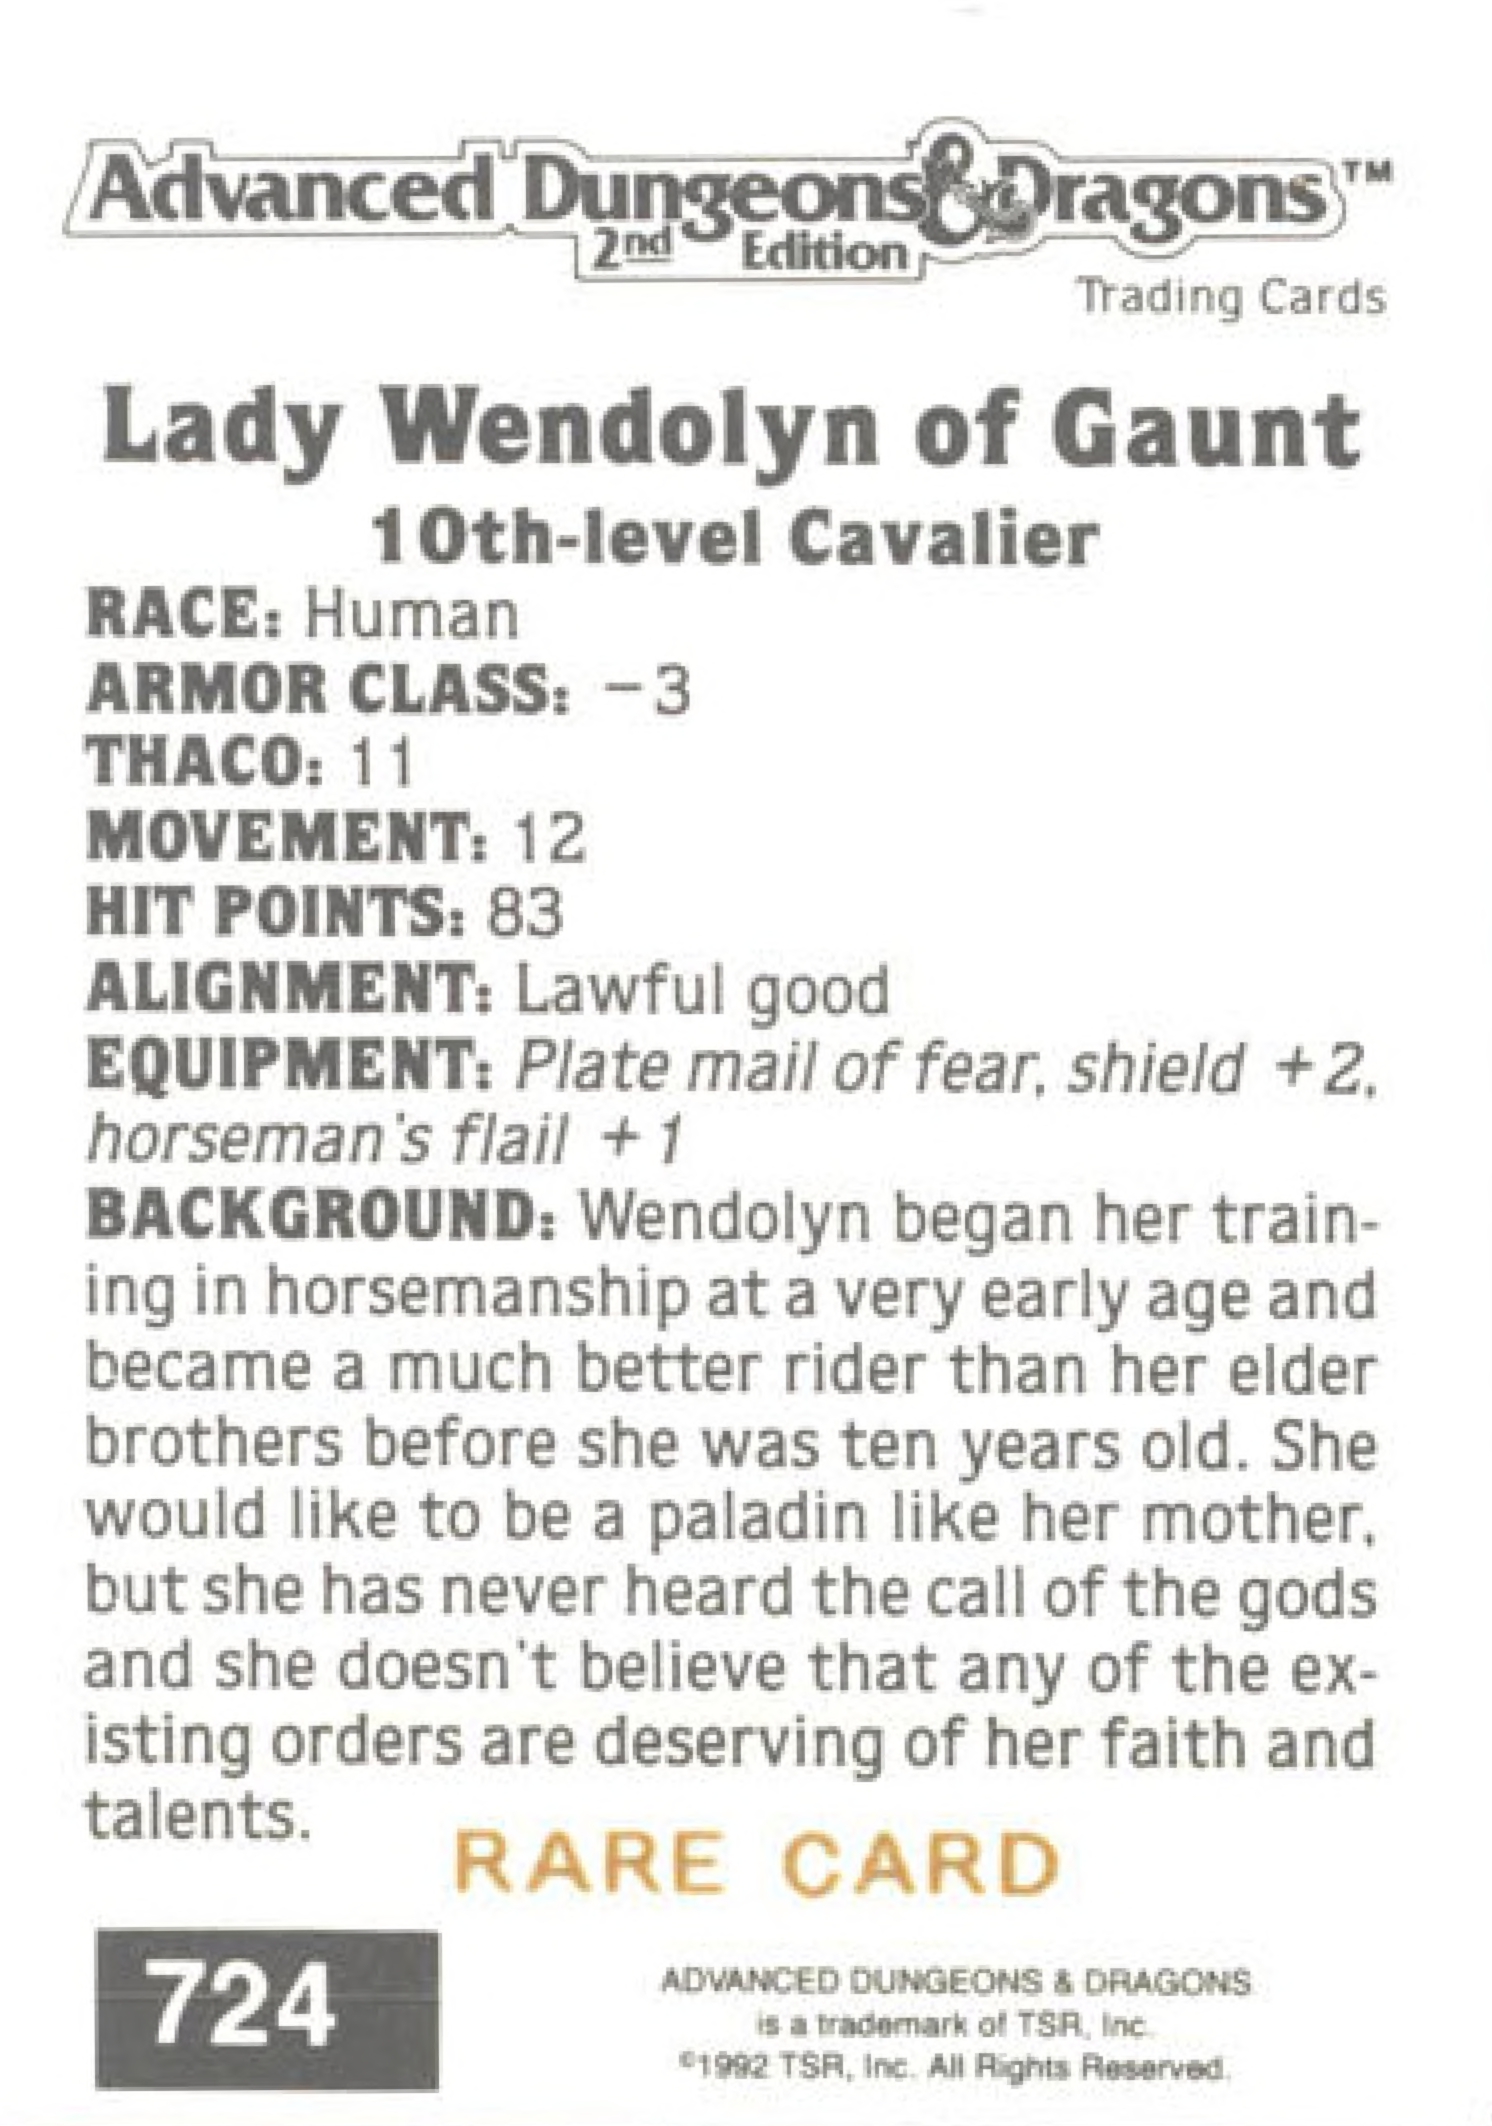 Advanced Dungeons & Dragons™
2nd Edition
Trading Cards
Lady Wendolyn of Gaunt
10th-level Cavalier
RACE: Human
ARMOR CLASS: −3
THACO: 11
MOVEMENT: 12
HIT POINTS: 83
ALIGNMENT: Lawful good
EQUIPMENT: Plate mail of fear, shield +2,
horseman's flail +1
BACKGROUND: Wendolyn began her train-
ing in horsemanship at a very early age and
became a much better rider than her elder
brothers before she was ten years old. She
would like to be a paladin like her mother,
but she has never heard the call of the gods
and she doesn't believe that any of the ex-
isting orders are deserving of her faith and
talents.
RARE CARD
724
ADVANCED DUNGEONS & DRAGONS
is a trademark of TSR, Inc.
©1992 TSR, Inc. All Rights Reserved.